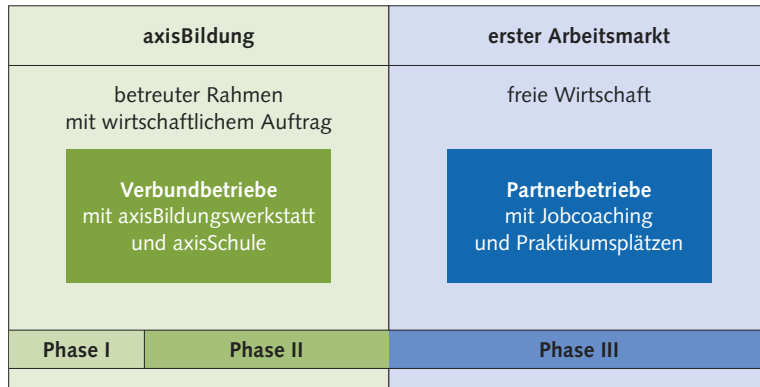 axisBildung
erster Arbeitsmarkt
betreuter Rahmen
mit wirtschaftlichem Auftrag
freie Wirtschaft
Verbundbetriebe
mit axisBildungswerkstatt
und axisSchule
Partnerbetriebe
mit Jobcoaching
und Praktikumsplätzen
Phase I
Phase II
Phase III